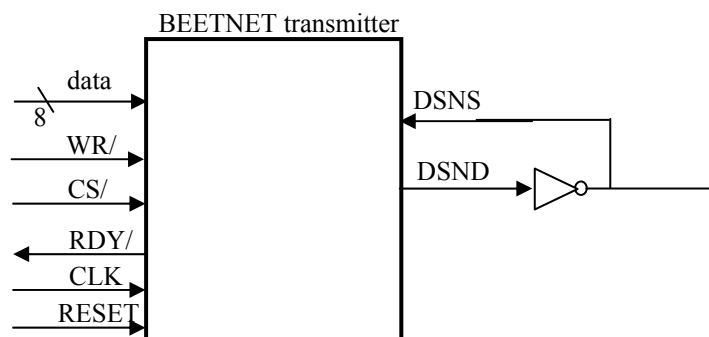 BEETNET transmitter
data
8
DSNS
WR/
DSND
CS/
RDY/
CLK
RESET